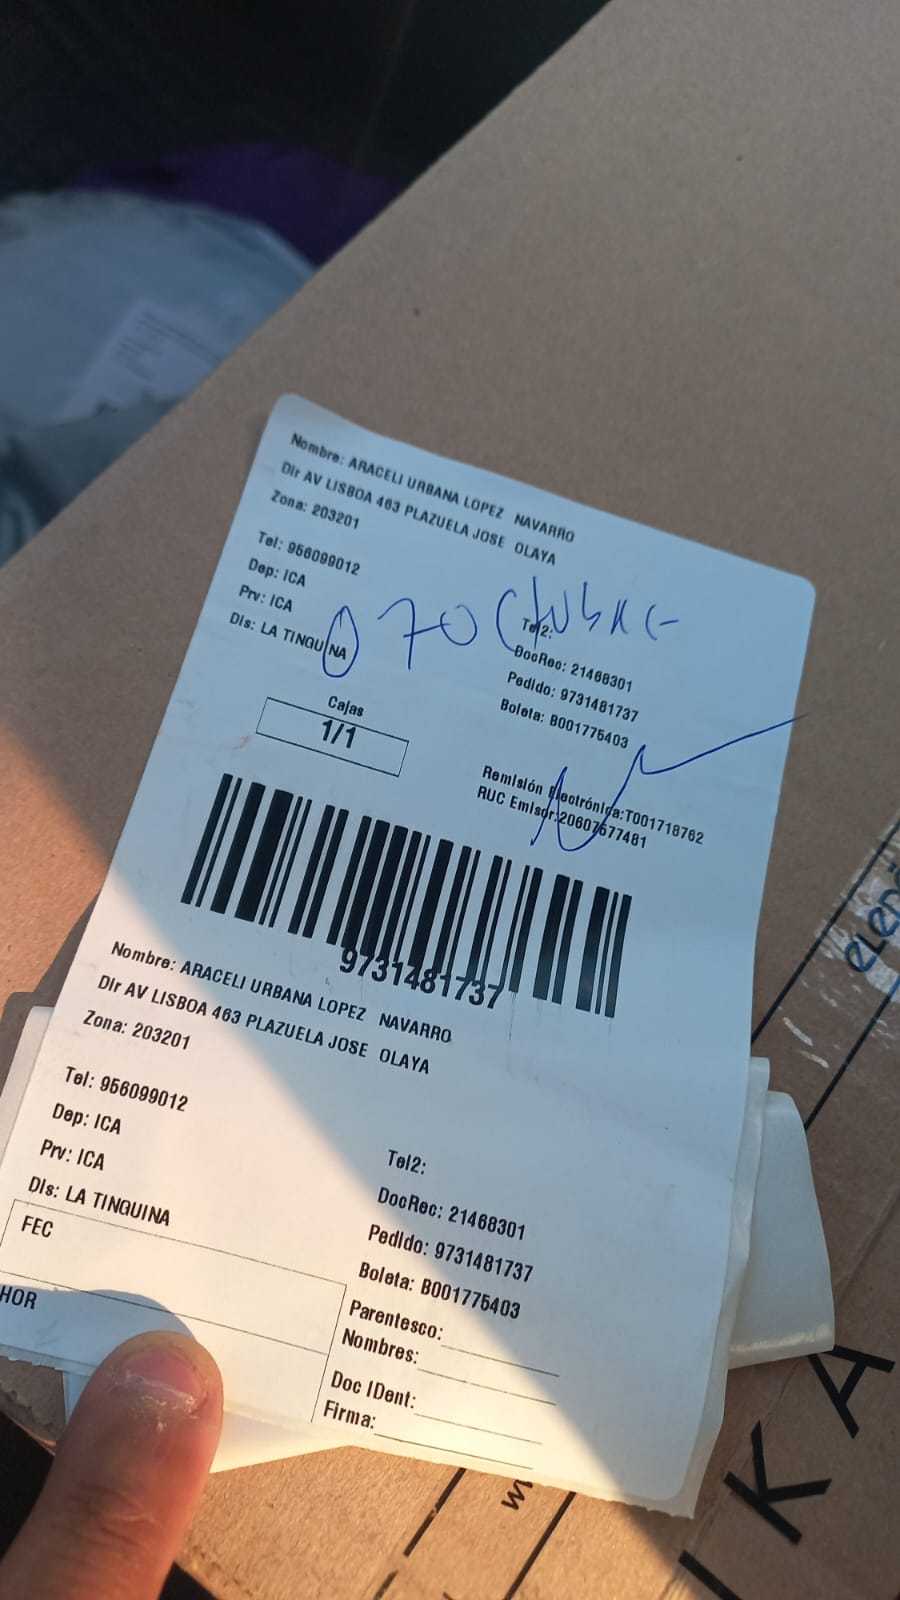 Nombre: ARACELI URBANA LOPEZ NAVARRO
Dir AV LISBOA 463 PLAZUELA JOSE OLAYA
Zona: 203201
Tel: 956099012
Dep: ICA
Prv: ICA
Dis: LA TINGUINA
Tel2:
DocRec: 21468301
Pedido: 9731481737
Boleta: B001775403
Cajas
1/1
Remisión Electrónica:T001718762
RUC Emisor:20607577481
9731481737
Nombre: ARACELI URBANA LOPEZ NAVARRO
Dir AV LISBOA 463 PLAZUELA JOSE OLAYA
Zona: 203201
Tel: 956099012
Dep: ICA
Prv: ICA
Dis: LA TINGUINA
Tel2:
DocRec: 21468301
Pedido: 9731481737
Boleta: B001775403
FEC
HOR
Parentesco:
Nombres:
Doc IDent:
Firma:
IKA